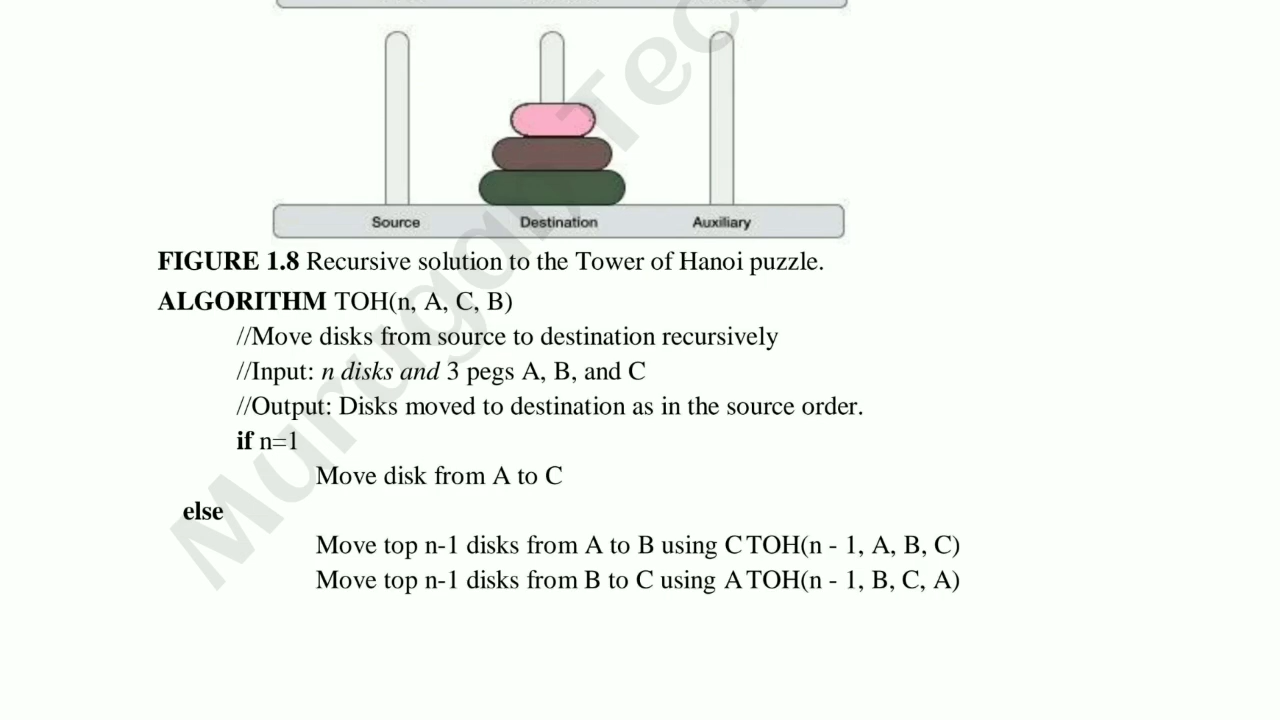 Source Destination Auxiliary
FIGURE 1.8 Recursive solution to the Tower of Hanoi puzzle.
ALGORITHM TOH(n, A, C, B)
//Move disks from source to destination recursively
//Input: n disks and 3 pegs A, B, and C
//Output: Disks moved to destination as in the source order.
if n=1
Move disk from A to C
else
Move top n-1 disks from A to B using C TOH(n - 1, A, B, C)
Move top n-1 disks from B to C using A TOH(n - 1, B, C, A)